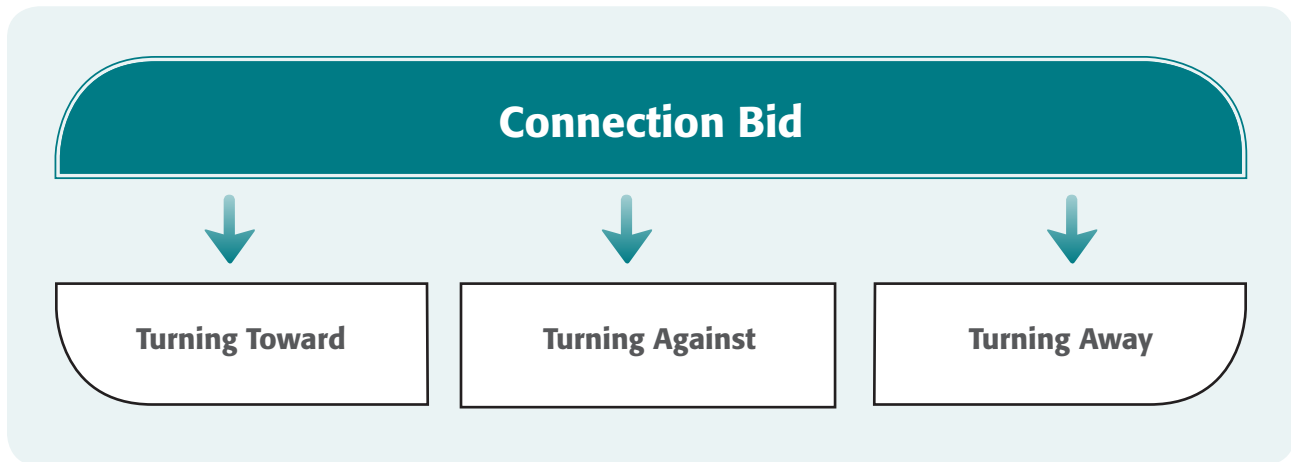 Connection Bid
Turning Toward
Turning Against
Turning Away